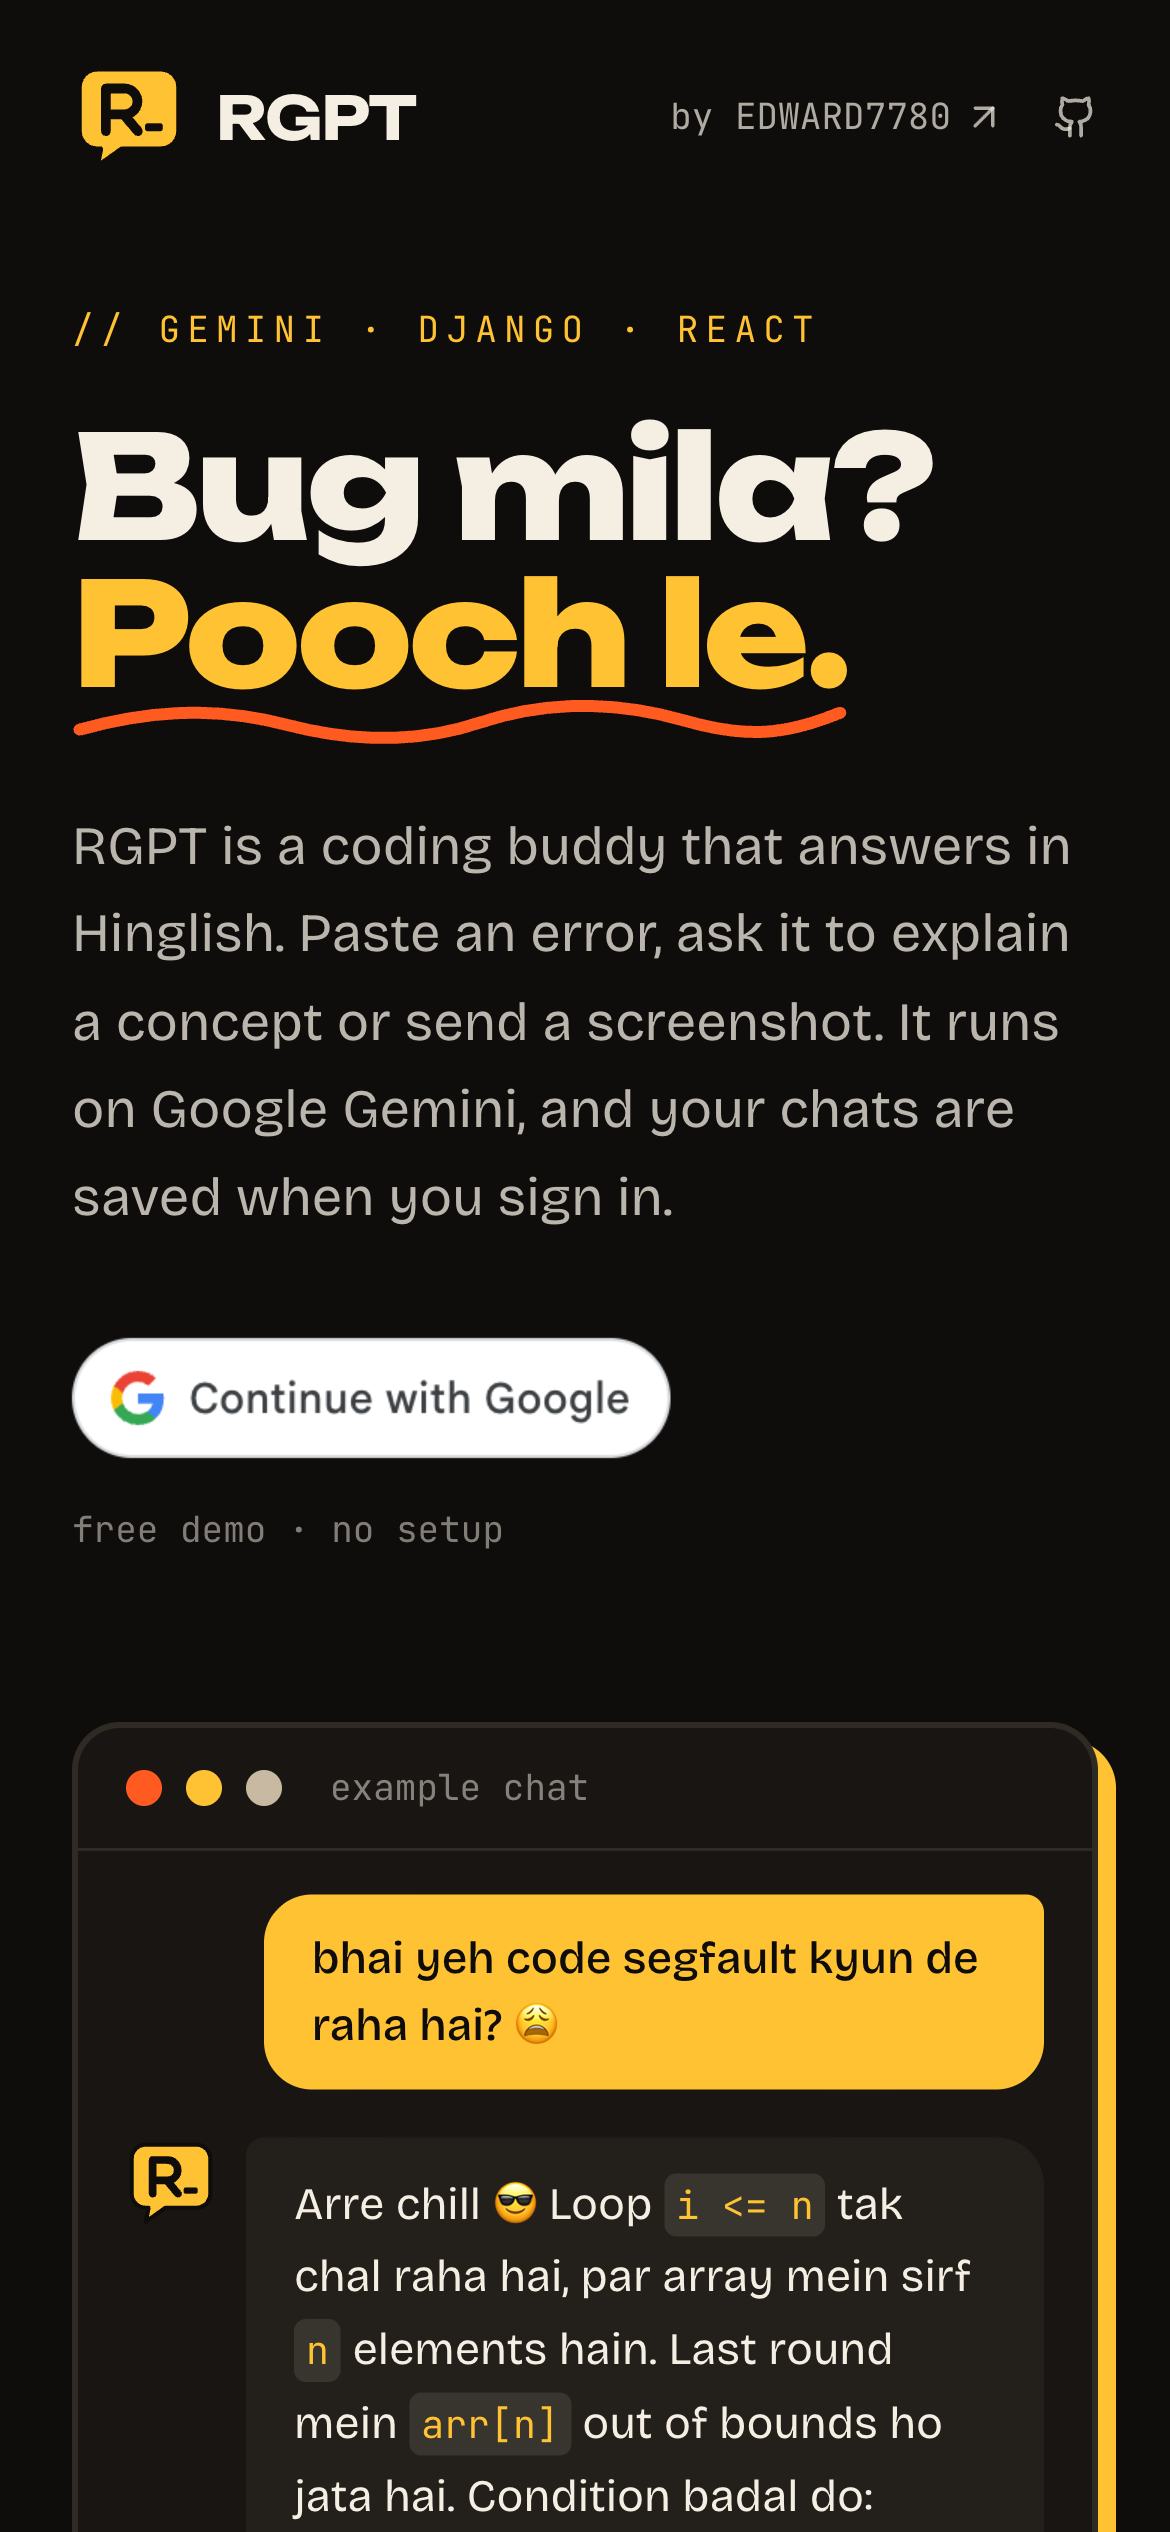 R_ RGPT by EDWARD7780 ↗
// GEMINI · DJANGO · REACT
Bug mila?
Pooch le.
RGPT is a coding buddy that answers in
Hinglish. Paste an error, ask it to explain
a concept or send a screenshot. It runs
on Google Gemini, and your chats are
saved when you sign in.
Continue with Google
free demo · no setup
example chat
bhai yeh code segfault kyun de
raha hai? 😩
R_
Arre chill 😎 Loop i <= n tak
chal raha hai, par array mein sirf
n elements hain. Last round
mein arr[n] out of bounds ho
jata hai. Condition badal do: